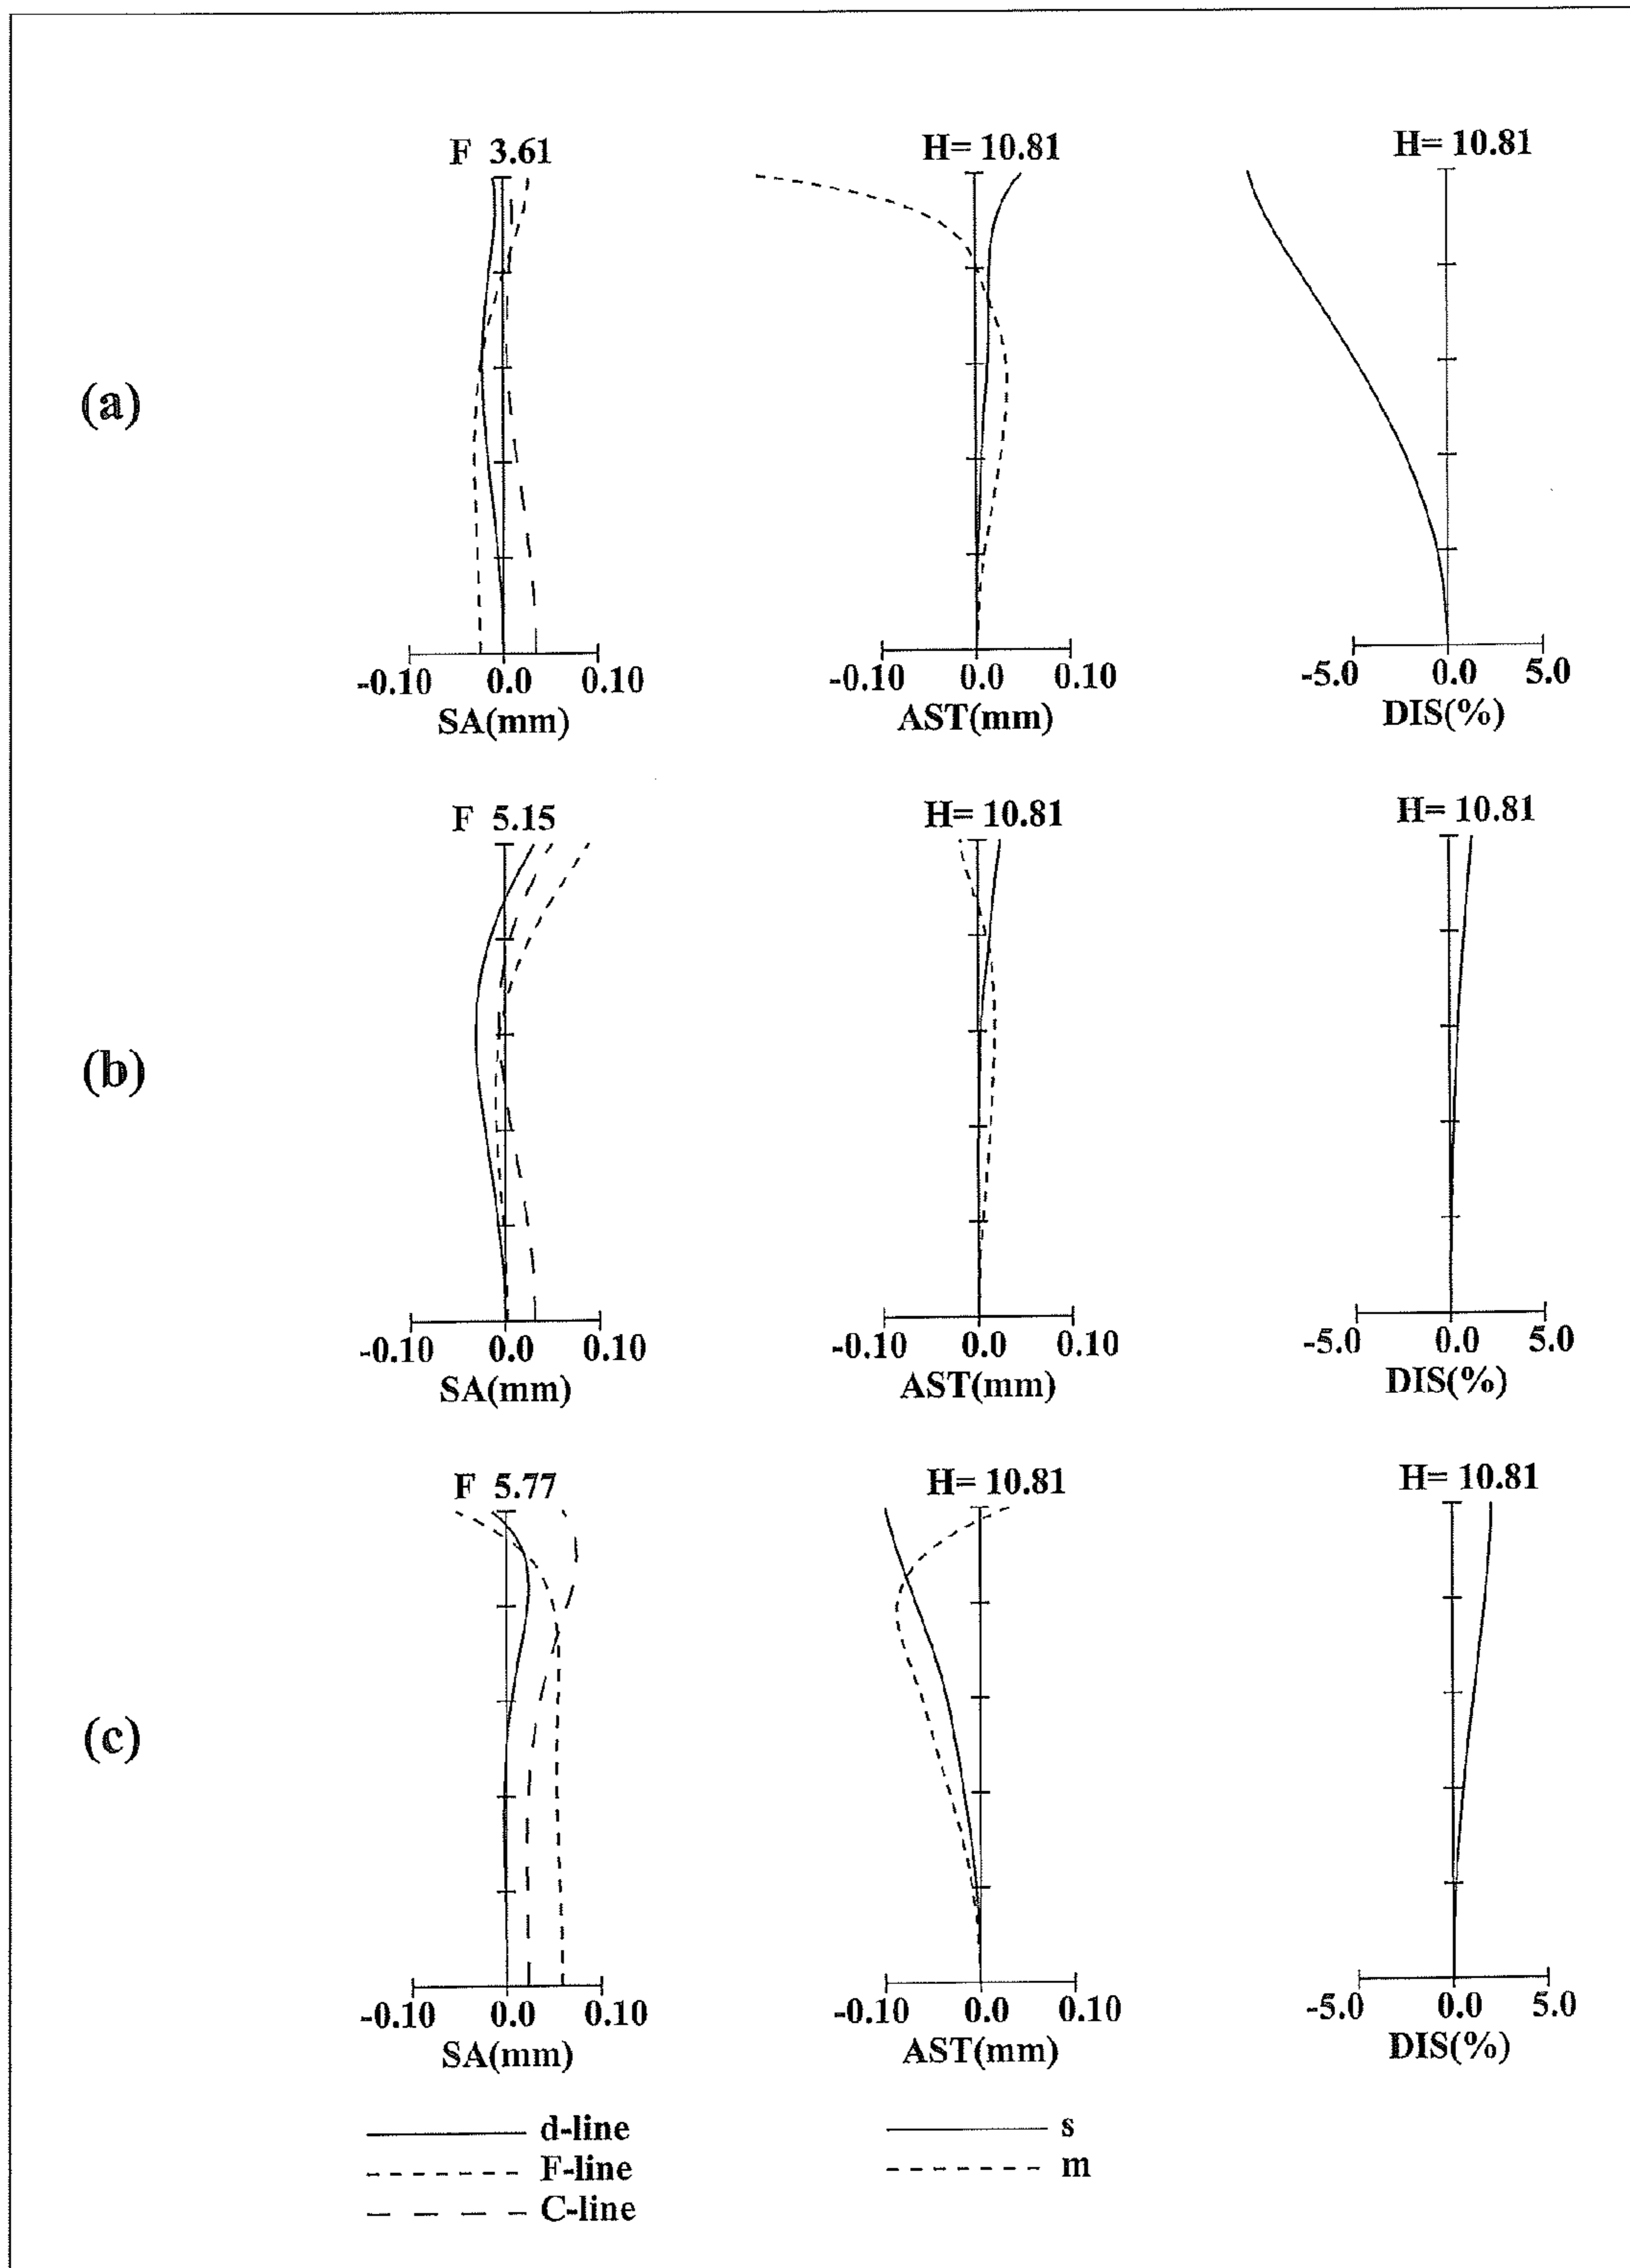 (a)
F 3.61
-0.10 0.0 0.10
SA(mm)
H= 10.81
-0.10 0.0 0.10
AST(mm)
H= 10.81
-5.0 0.0 5.0
DIS(%)
(b)
F 5.15
-0.10 0.0 0.10
SA(mm)
H= 10.81
-0.10 0.0 0.10
AST(mm)
H= 10.81
-5.0 0.0 5.0
DIS(%)
(c)
F 5.77
-0.10 0.0 0.10
SA(mm)
H= 10.81
-0.10 0.0 0.10
AST(mm)
H= 10.81
-5.0 0.0 5.0
DIS(%)
d-line
F-line
C-line
s
m